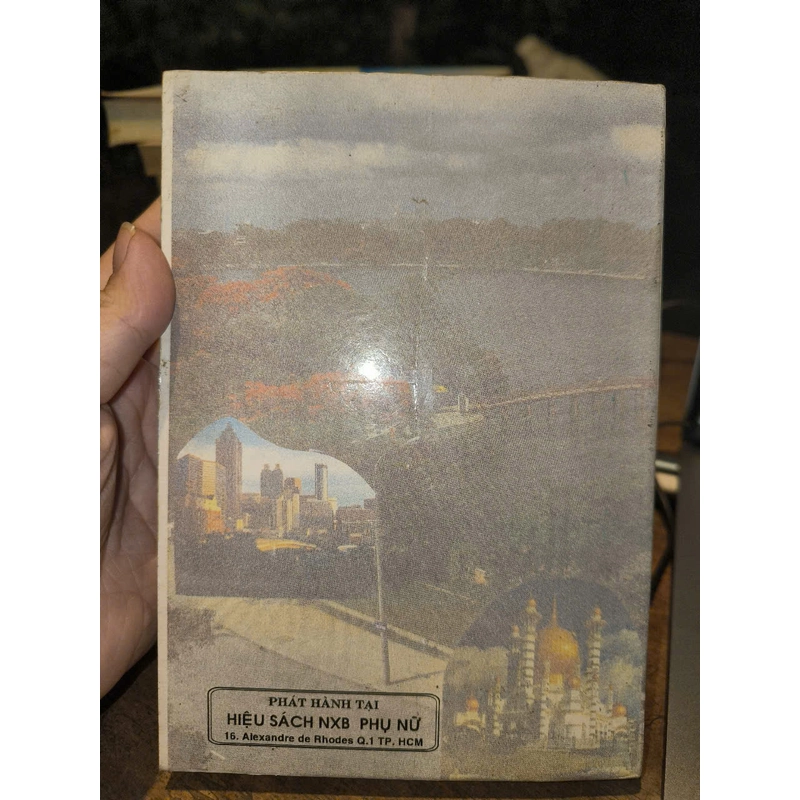 PHÁT HÀNH TẠI
HIỆU SÁCH NXB PHỤ NỮ
16. Alexandre de Rhodes Q.1 TP. HCM